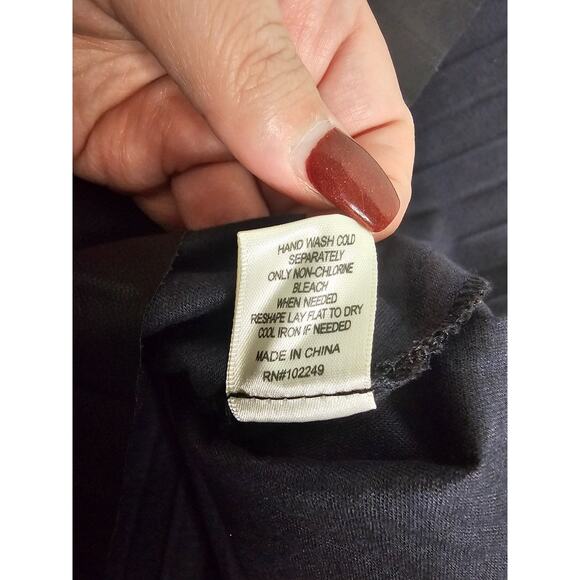 HAND WASH COLD
SEPARATELY
ONLY NON-CHLORINE
BLEACH
WHEN NEEDED
RESHAPE LAY FLAT TO DRY
COOL IRON IF NEEDED
MADE IN CHINA
RN#102249